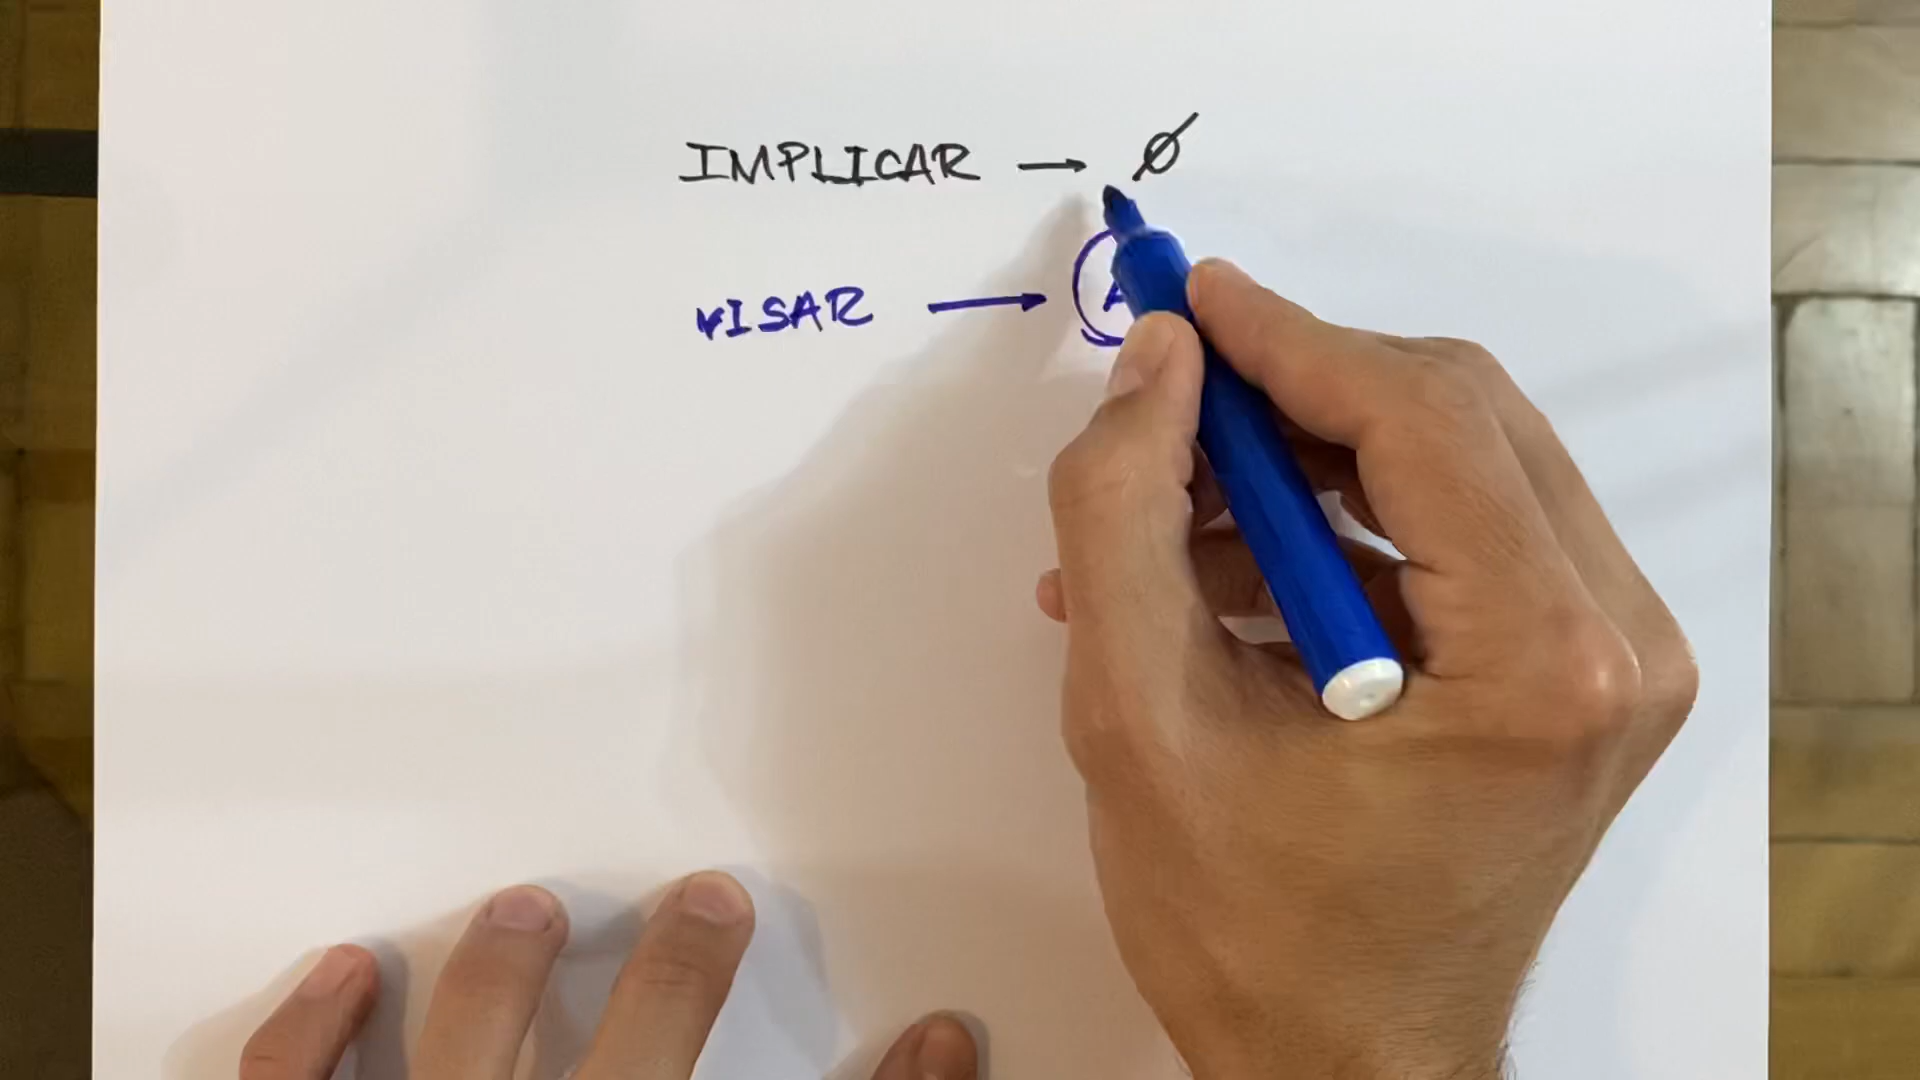 IMPLICAR → Ø
VISAR → A